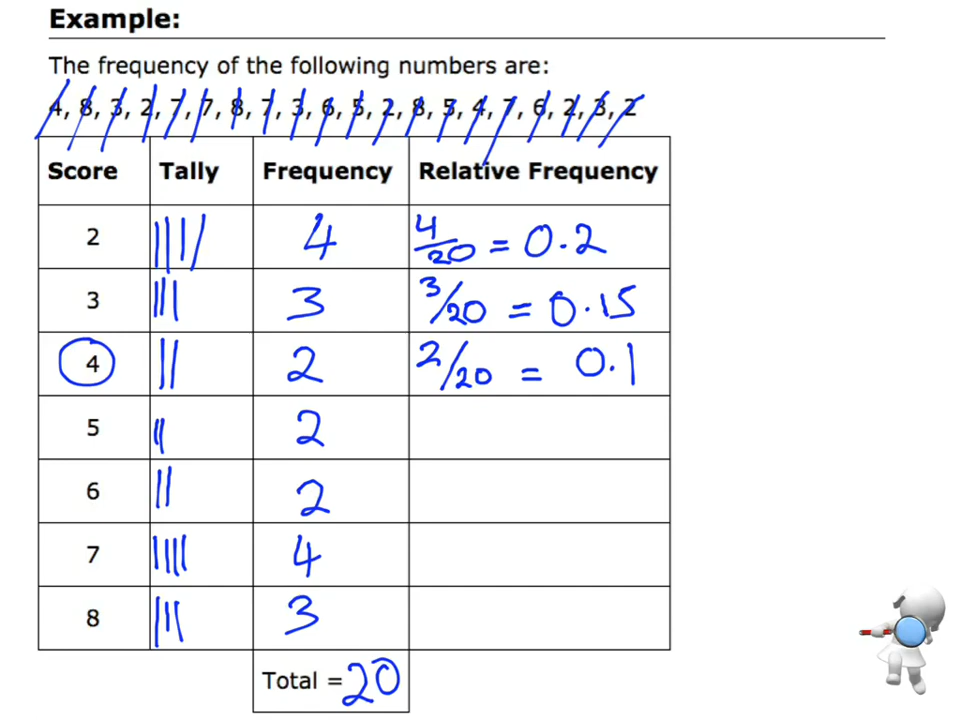 Example:
The frequency of the following numbers are:
4, 8, 3, 2, 7, 7, 8, 7, 3, 6, 5, 2, 8, 5, 4, 7, 6, 2, 3, 2
Score Tally Frequency Relative Frequency
2 |||| 4 4/20 = 0.2
3 ||| 3 3/20 = 0.15
4 || 2 2/20 = 0.1
5 || 2
6 || 2
7 |||| 4
8 ||| 3
Total = 20